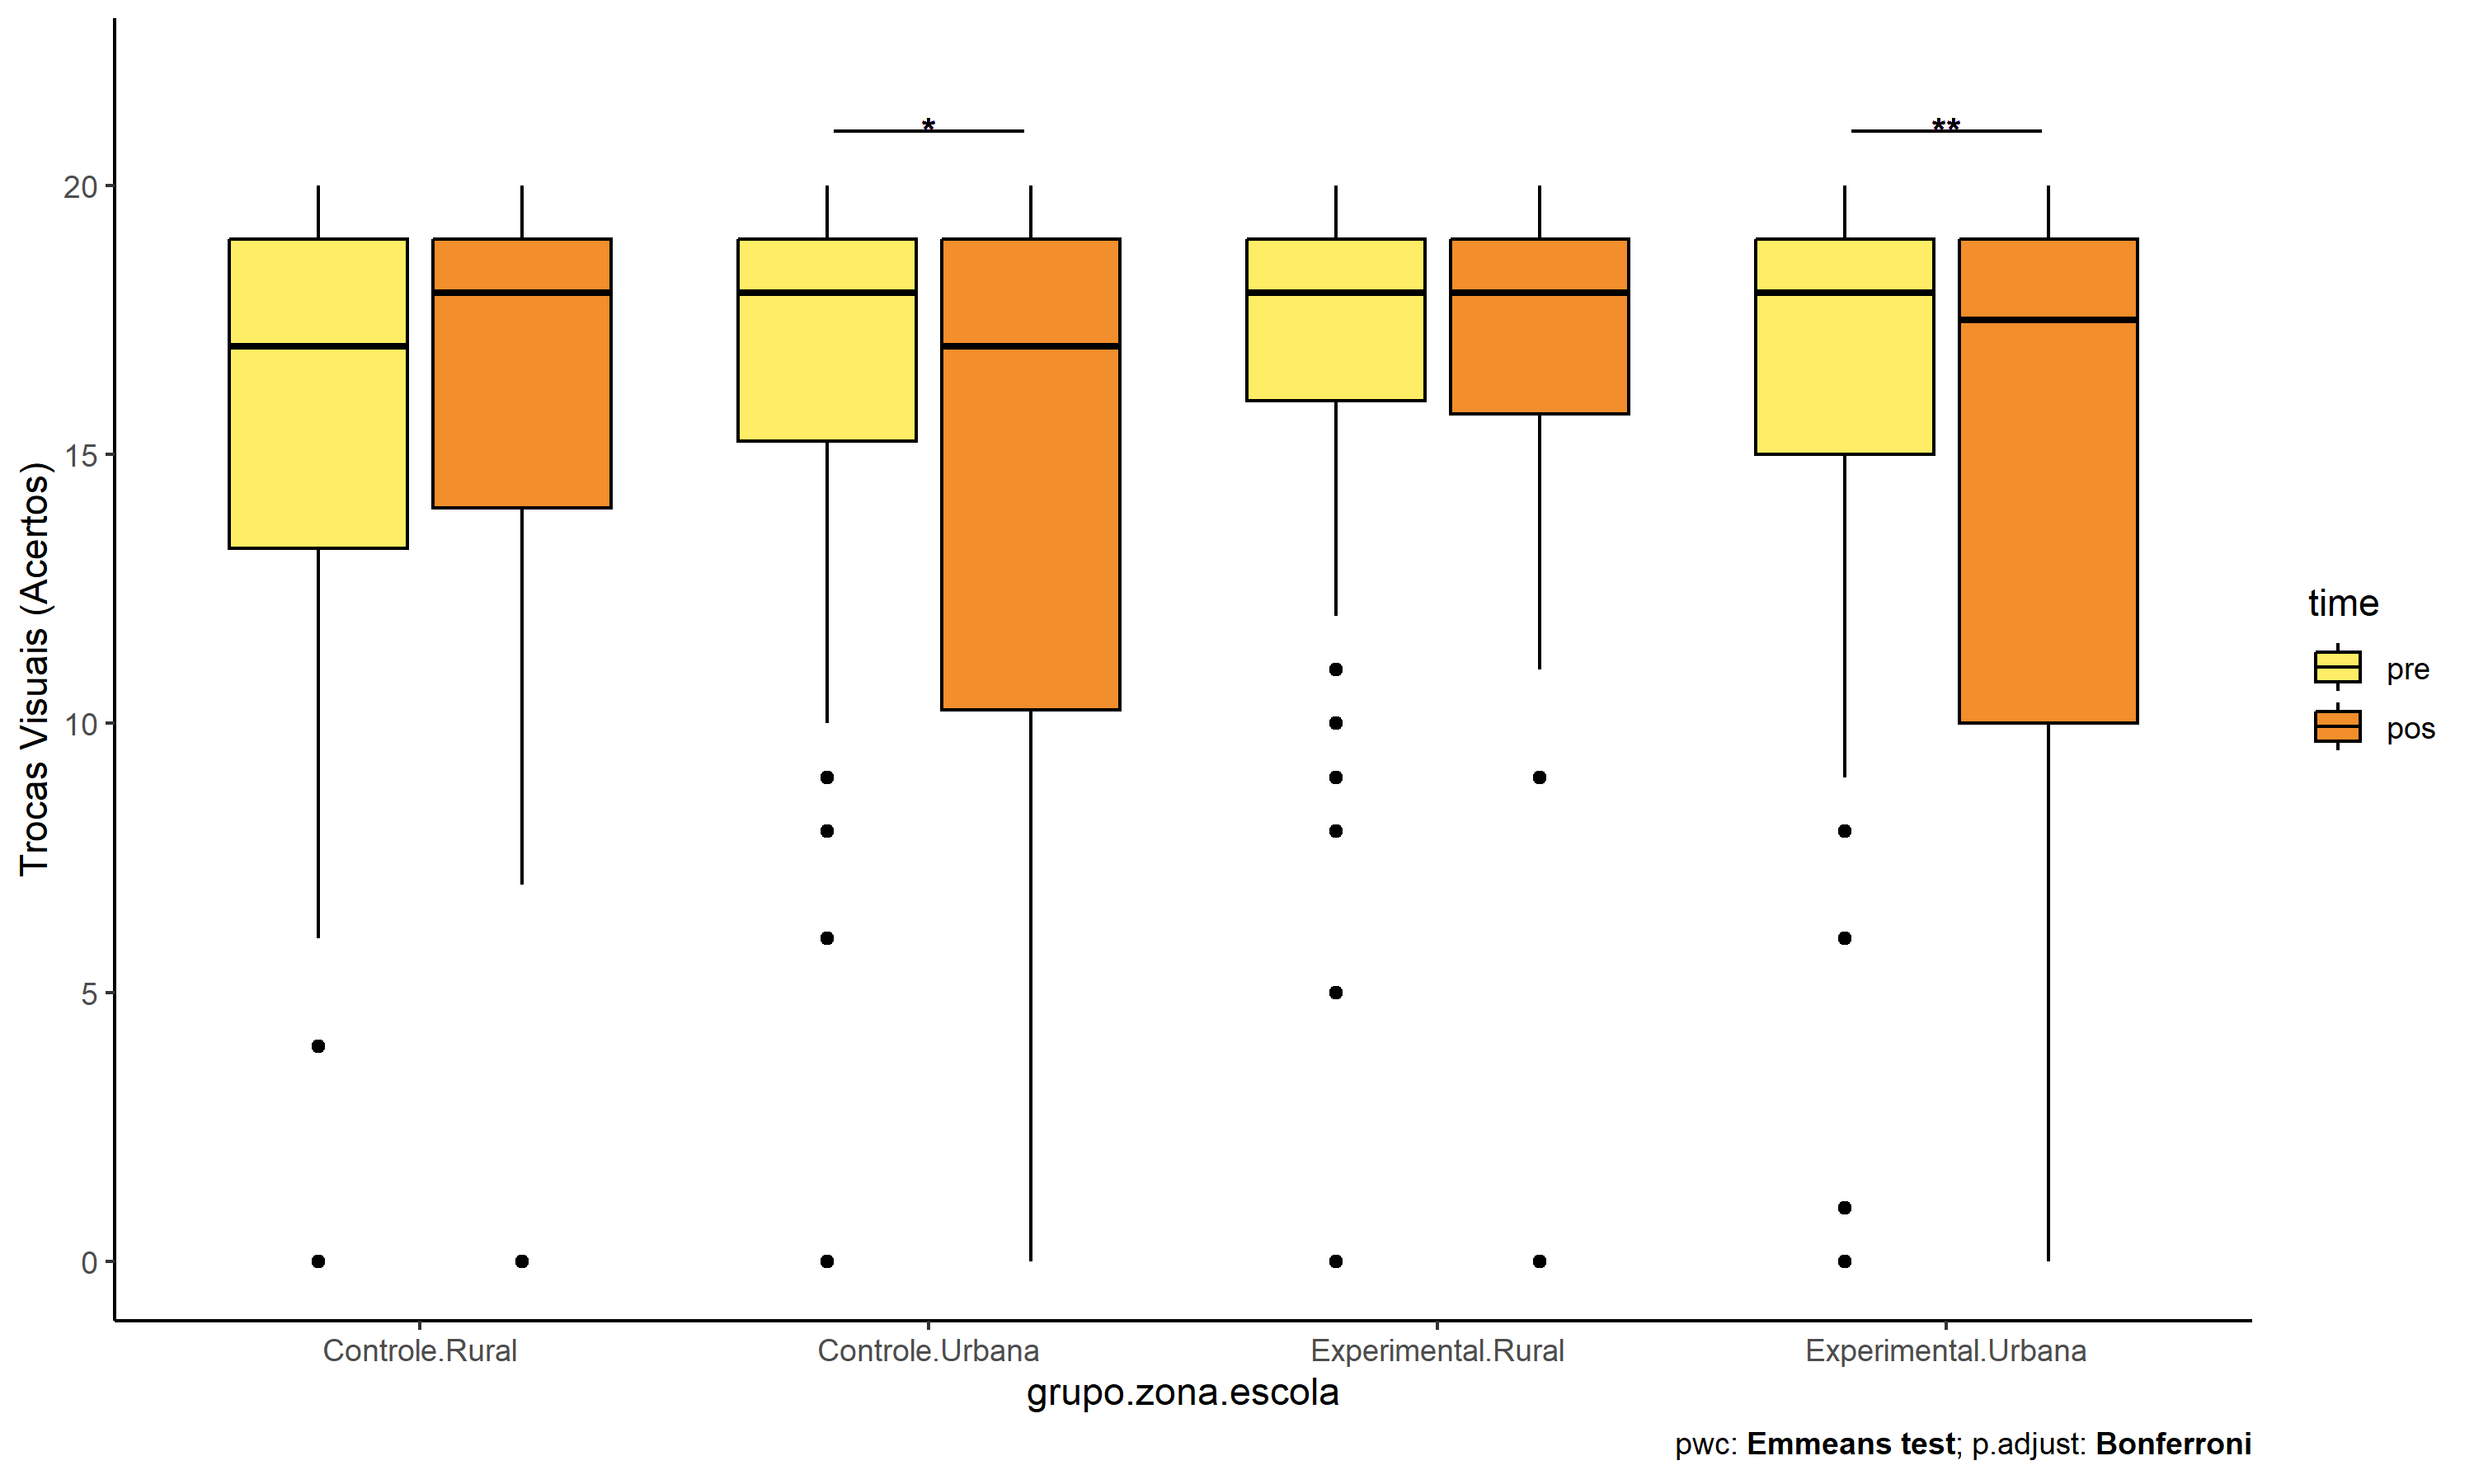 * **
20
15
10
5
0
Trocas Visuais (Acertos)
time
pre
pos
Controle.Rural Controle.Urbana Experimental.Rural Experimental.Urbana
grupo.zona.escola
pwc: Emmeans test; p.adjust: Bonferroni